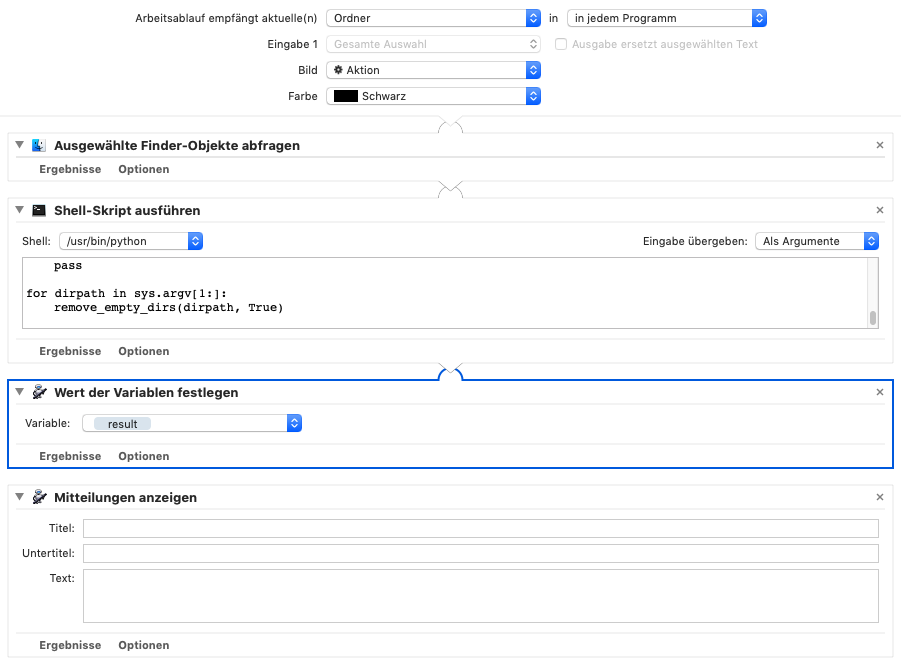 Arbeitsablauf empfängt aktuelle(n) Ordner in in jedem Programm
Eingabe 1 Gesamte Auswahl Ausgabe ersetzt ausgewählten Text
Bild Aktion
Farbe Schwarz
Ausgewählte Finder-Objekte abfragen
Ergebnisse Optionen
Shell-Skript ausführen
Shell: /usr/bin/python Eingabe übergeben: Als Argumente
pass
for dirpath in sys.argv[1:]:
remove_empty_dirs(dirpath, True)
Ergebnisse Optionen
Wert der Variablen festlegen
Variable: result
Ergebnisse Optionen
Mitteilungen anzeigen
Titel:
Untertitel:
Text:
Ergebnisse Optionen